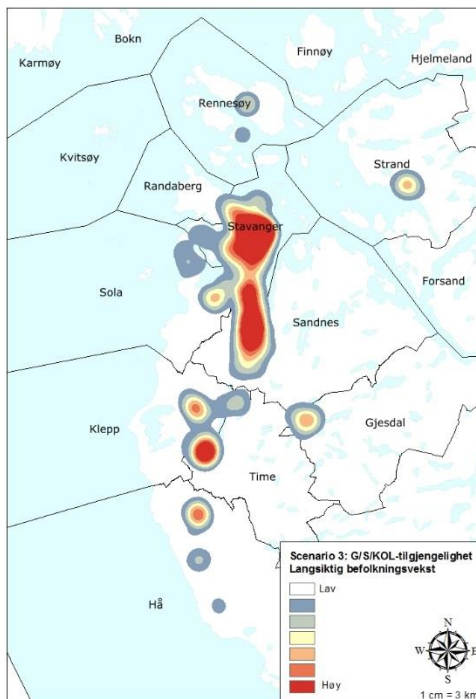 Bokn
Finnøy
Karmøy
Hjelmeland
Rennesøy
Kvitsøy
Strand
Randaberg
Stavanger
Forsand
Sola
Sandnes
Klepp
Gjesdal
Time
Hå
Scenario 3: G/S/KOL-tilgjengelighet
Langsiktig befolkningsvekst
Lav
Høy
N
W E
S
1 cm = 3 km